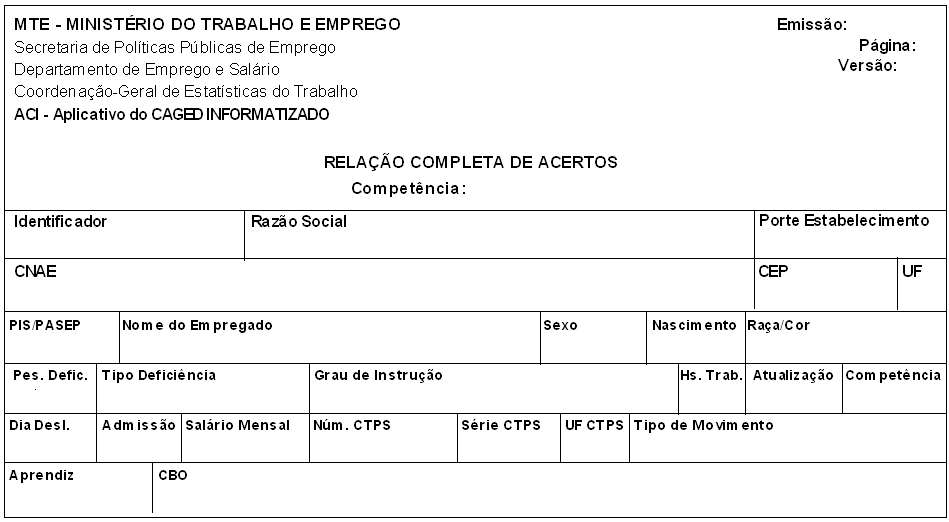 MTE - MINISTÉRIO DO TRABALHO E EMPREGO
Emissão:
Secretaria de Políticas Públicas de Emprego
Página:
Departamento de Emprego e Salário
Versão:
Coordenação-Geral de Estatísticas do Trabalho
ACI - Aplicativo do CAGED INFORMATIZADO
RELAÇÃO COMPLETA DE ACERTOS
Competência:
Identificador Razão Social Porte Estabelecimento
CNAE CEP UF
PIS/PASEP Nome do Empregado Sexo Nascimento Raça/Cor
Pes. Defic. Tipo Deficiência Grau de Instrução Hs. Trab. Atualização Competência
Dia Desl. Admissão Salário Mensal Núm. CTPS Série CTPS UF CTPS Tipo de Movimento
Aprendiz CBO